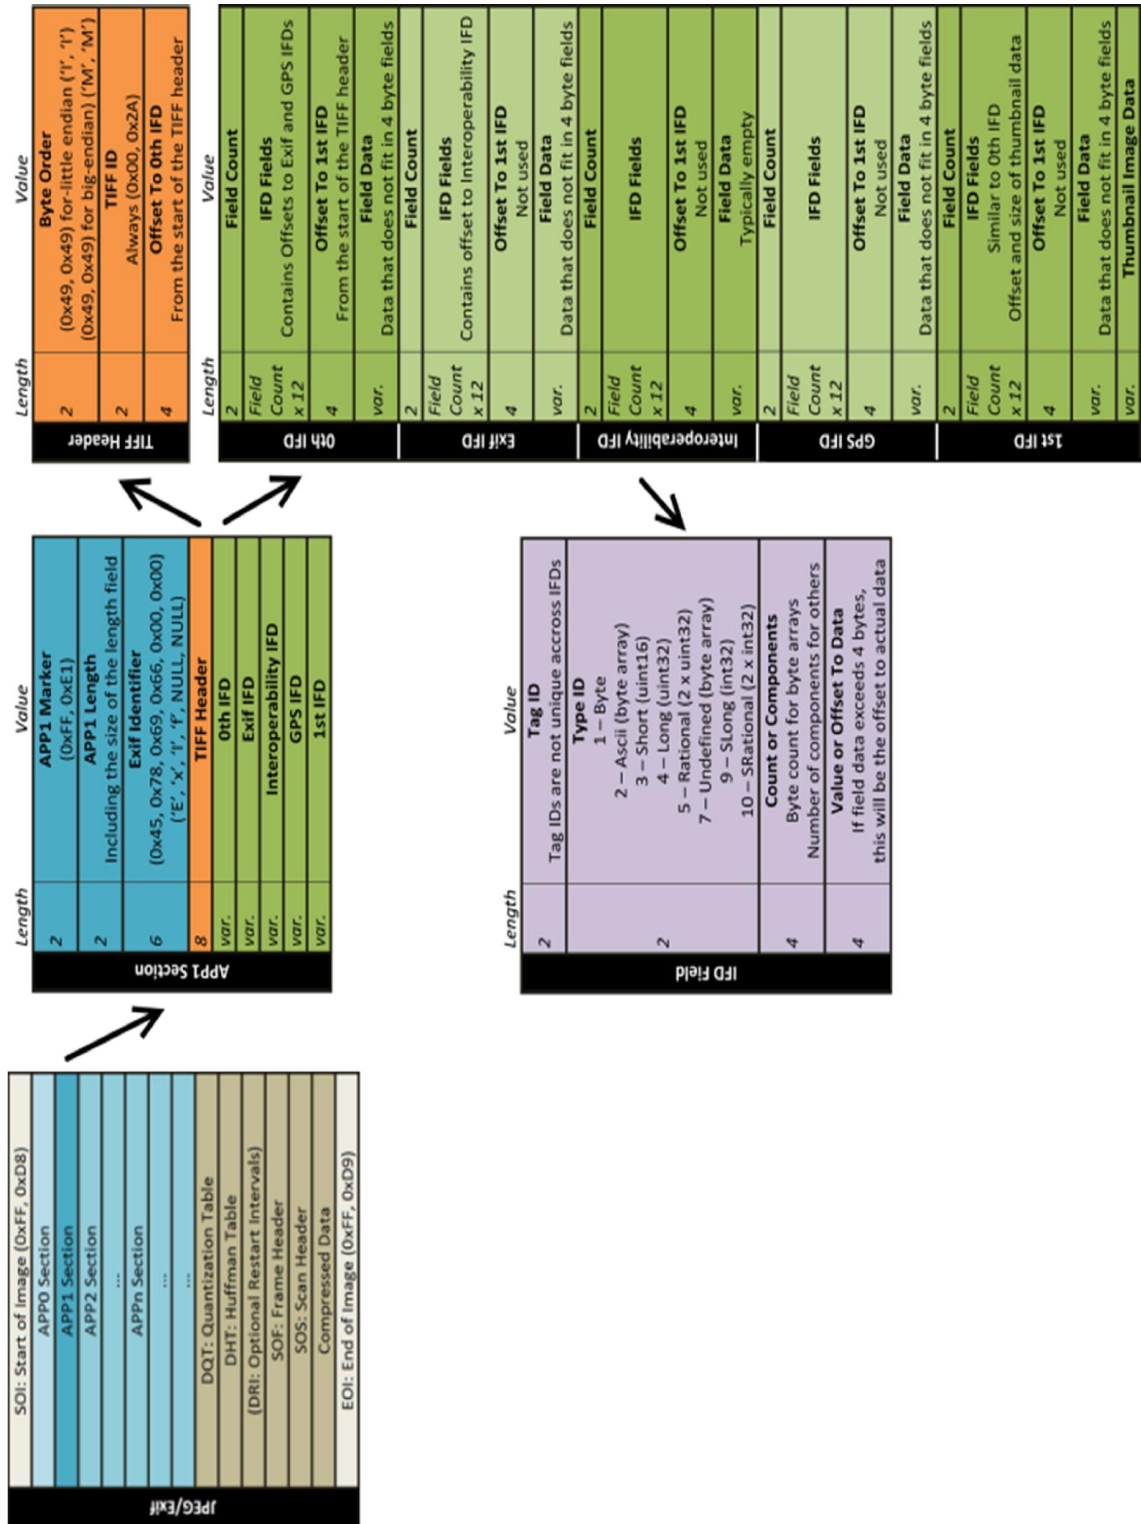 JPEG/Exif
SOI: Start of Image (0xFF, 0xD8)
APP0 Section
APP1 Section
APP2 Section
...
APPn Section
...
...
DQT: Quantization Table
DHT: Huffman Table
(DRI: Optional Restart Intervals)
SOF: Frame Header
SOS: Scan Header
Compressed Data
EOI: End of Image (0xFF, 0xD9)
Length Value
APP1 Section
2 APP1 Marker
(0xFF, 0xE1)
2 APP1 Length
Including the size of the length field
6 Exif Identifier
(0x45, 0x78, 0x69, 0x66, 0x00, 0x00)
('E', 'x', 'I', 'f', NULL, NULL)
8 TIFF Header
var. 0th IFD
var. Exif IFD
var. Interoperability IFD
var. GPS IFD
var. 1st IFD
Length Value
TIFF Header
2 Byte Order
(0x49, 0x49) for-little endian ('I', 'I')
(0x49, 0x49) for big-endian) ('M', 'M')
2 TIFF ID
Always (0x00, 0x2A)
4 Offset To 0th IFD
From the start of the TIFF header
Length Value
0th IFD
2 Field Count
Field Count x 12 IFD Fields
Contains Offsets to Exif and GPS IFDs
4 Offset To 1st IFD
From the start of the TIFF header
var. Field Data
Data that does not fit in 4 byte fields
Exif IFD
2 Field Count
Field Count x 12 IFD Fields
Contains offset to Interoperability IFD
4 Offset To 1st IFD
Not used
var. Field Data
Data that does not fit in 4 byte fields
Interoperability IFD
2 Field Count
Field Count x 12 IFD Fields
4 Offset To 1st IFD
Not used
var. Field Data
Typically empty
GPS IFD
2 Field Count
Field Count x 12 IFD Fields
4 Offset To 1st IFD
Not used
var. Field Data
Data that does not fit in 4 byte fields
1st IFD
2 Field Count
Field Count x 12 IFD Fields
Similar to 0th IFD
Offset and size of thumbnail data
4 Offset To 1st IFD
Not used
var. Field Data
Data that does not fit in 4 byte fields
var. Thumbnail Image Data
Length Value
IFD Field
2 Tag ID
Tag IDs are not unique accross IFDs
2 Type ID
1 – Byte
2 – Ascii (byte array)
3 – Short (uint16)
4 – Long (uint32)
5 – Rational (2 x uint32)
7 – Undefined (byte array)
9 – SLong (int32)
10 – SRational (2 x int32)
4 Count or Components
Byte count for byte arrays
Number of components for others
4 Value or Offset To Data
If field data exceeds 4 bytes,
this will be the offset to actual data